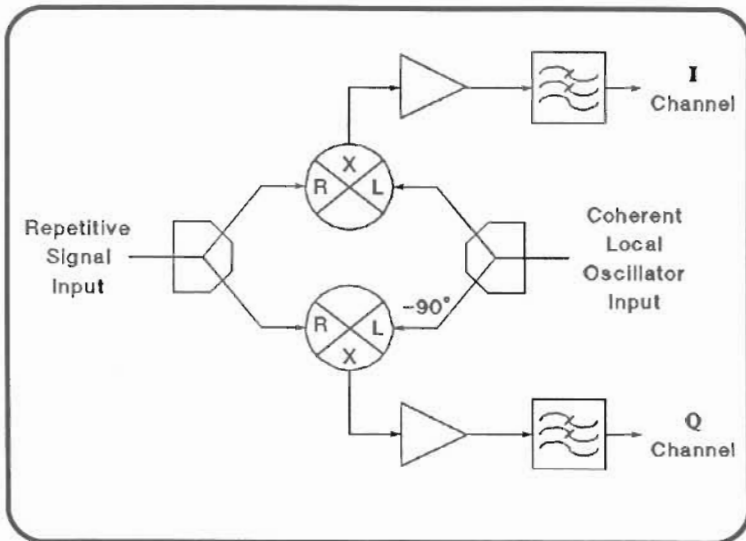 I
Channel
X
R L
Repetitive
Signal
Input
Coherent
Local
Oscillator
Input
-90°
R L
X
Q
Channel